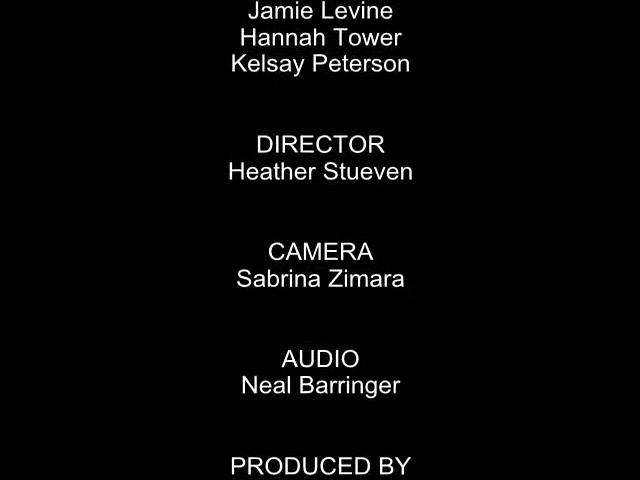 Jamie Levine
Hannah Tower
Kelsay Peterson
DIRECTOR
Heather Stueven
CAMERA
Sabrina Zimara
AUDIO
Neal Barringer
PRODUCED BY